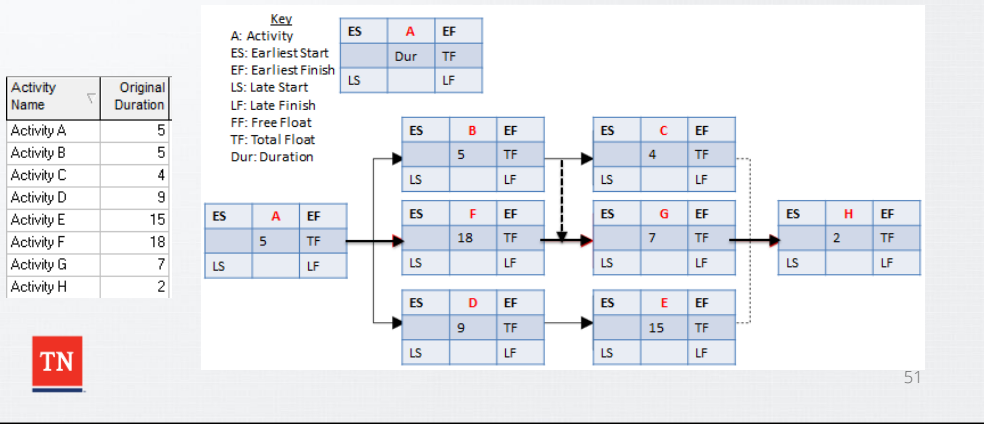 Key
A: Activity
ES: Earliest Start
EF: Earliest Finish
LS: Late Start
LF: Late Finish
FF: Free Float
TF: Total Float
Dur: Duration
ES A EF
Dur TF
LS LF
Activity Name Original Duration
Activity A 5
Activity B 5
Activity C 4
Activity D 9
Activity E 15
Activity F 18
Activity G 7
Activity H 2
ES B EF
5 TF
LS LF
ES C EF
4 TF
LS LF
ES A EF
5 TF
LS LF
ES F EF
18 TF
LS LF
ES G EF
7 TF
LS LF
ES H EF
2 TF
LS LF
ES D EF
9 TF
LS LF
ES E EF
15 TF
LS LF
TN
51